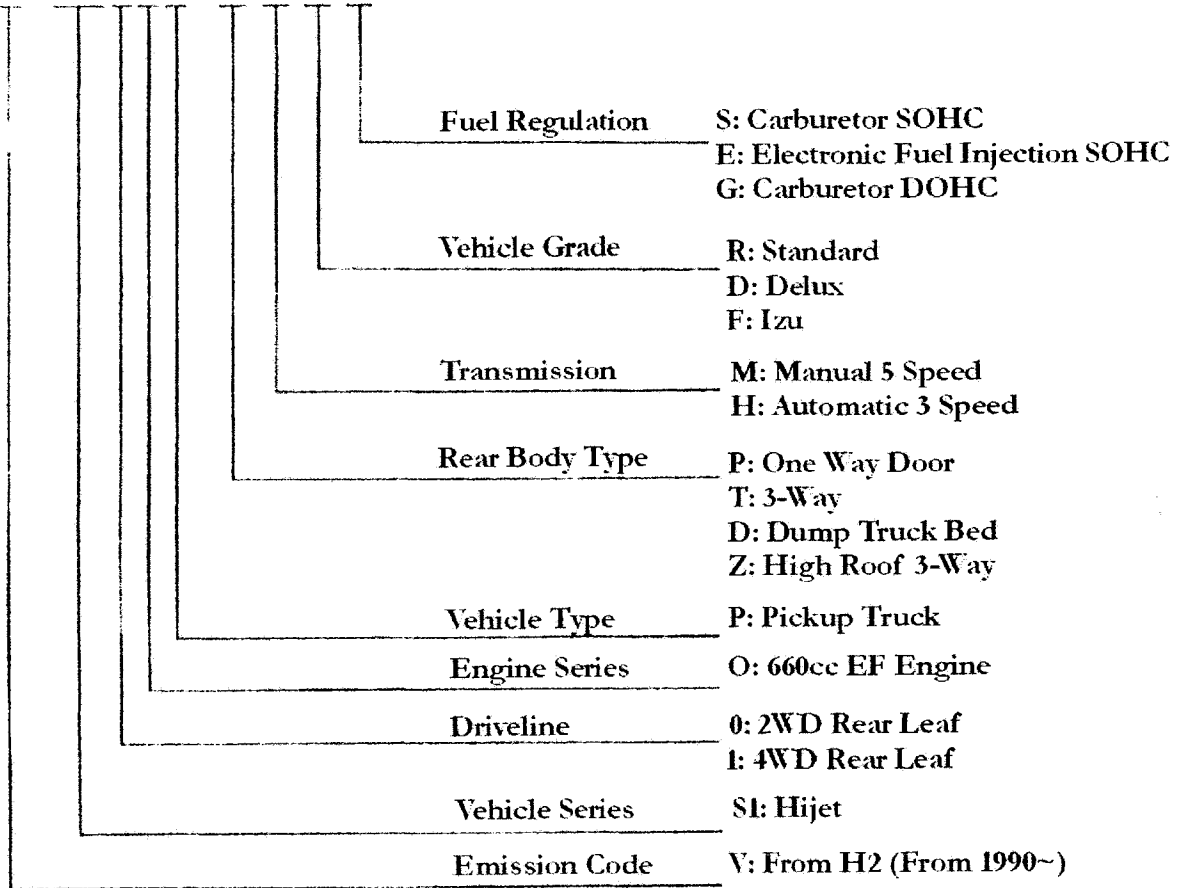 Fuel Regulation S: Carburetor SOHC
E: Electronic Fuel Injection SOHC
G: Carburetor DOHC
Vehicle Grade R: Standard
D: Delux
F: Izu
Transmission M: Manual 5 Speed
H: Automatic 3 Speed
Rear Body Type P: One Way Door
T: 3-Way
D: Dump Truck Bed
Z: High Roof 3-Way
Vehicle Type P: Pickup Truck
Engine Series O: 660cc EF Engine
Driveline 0: 2WD Rear Leaf
1: 4WD Rear Leaf
Vehicle Series S1: Hijet
Emission Code V: From H2 (From 1990~)